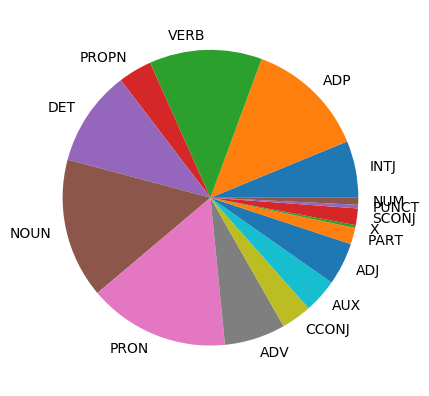 VERB
PROPN
ADP
DET
INTJ
NUM
PUNCT
SCONJ
X
NOUN
PART
ADJ
AUX
CCONJ
PRON
ADV